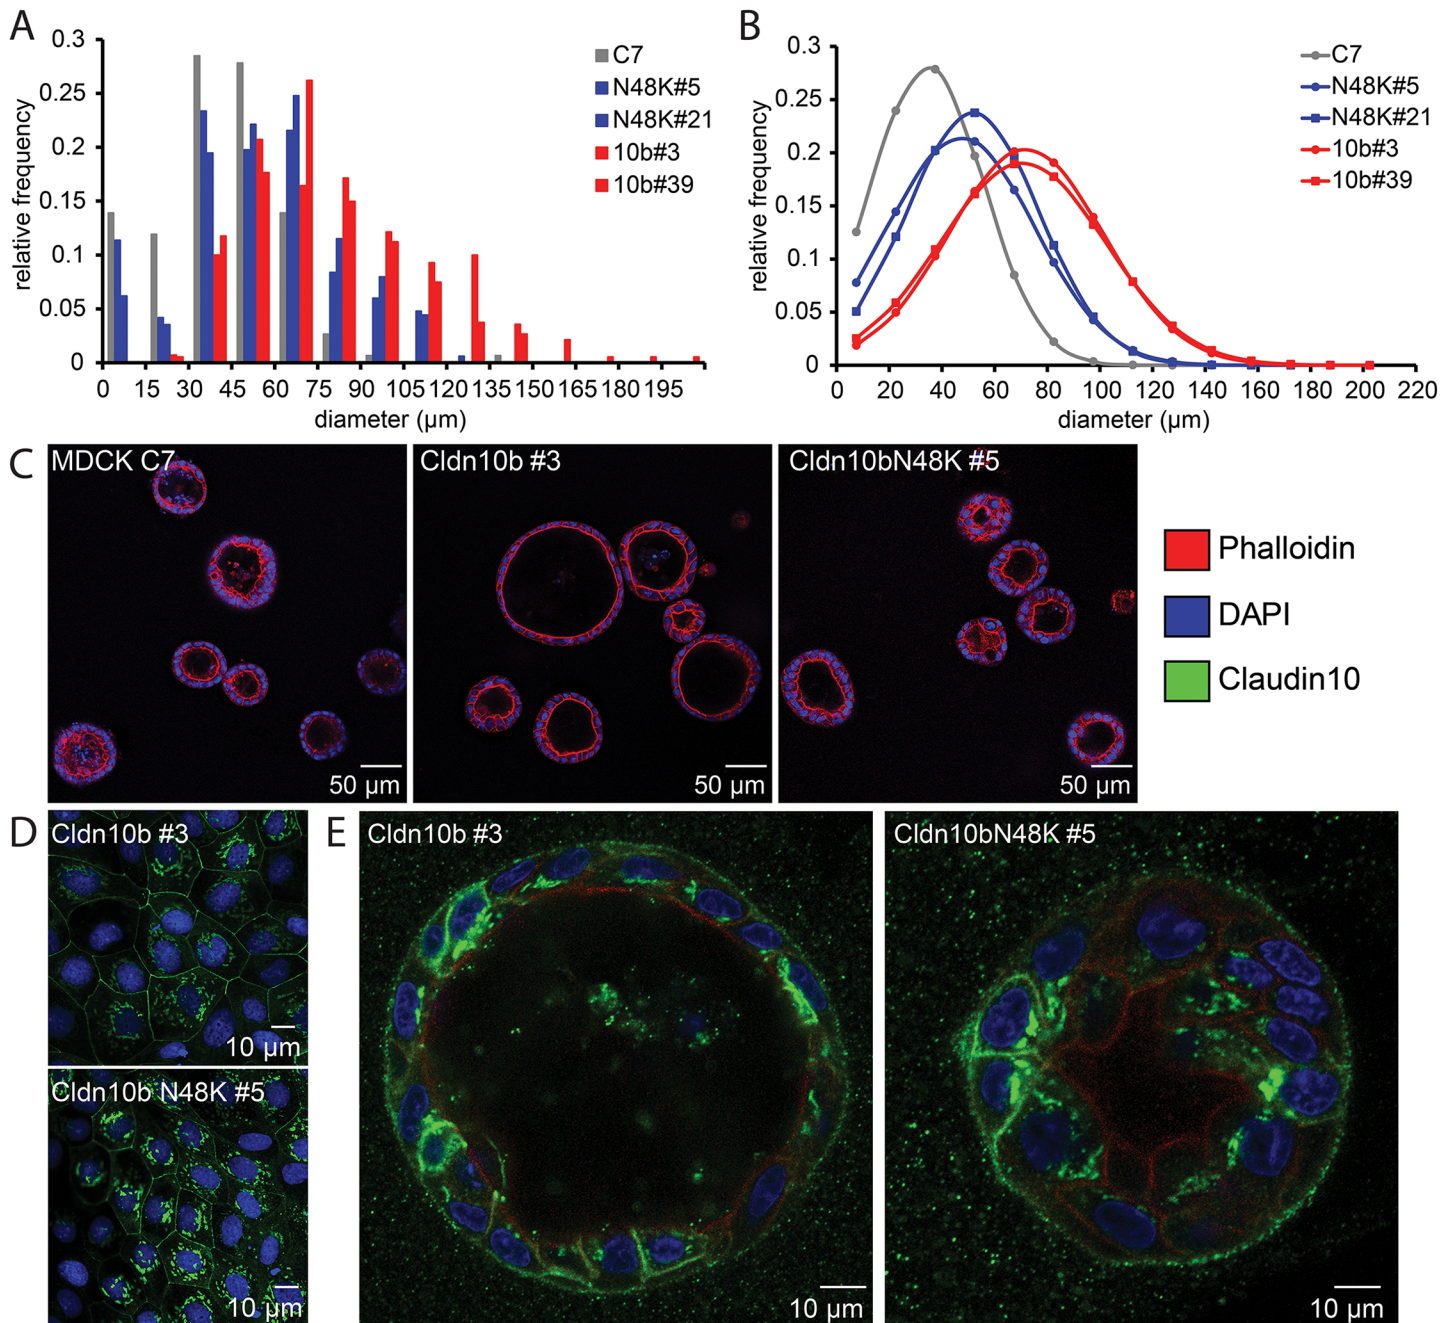 A
0.3
0.25
0.2
0.15
0.1
0.05
0
relative frequency
0 15 30 45 60 75 90 105 120 135 150 165 180 195
diameter (µm)
C7
N48K#5
N48K#21
10b#3
10b#39
B
0.3
0.25
0.2
0.15
0.1
0.05
0
relative frequency
0 20 40 60 80 100 120 140 160 180 200 220
diameter (µm)
C7
N48K#5
N48K#21
10b#3
10b#39
C
MDCK C7
50 µm
Cldn10b #3
50 µm
Cldn10bN48K #5
50 µm
Phalloidin
DAPI
Claudin10
D
Cldn10b #3
10 µm
Cldn10b N48K #5
10 µm
E
Cldn10b #3
10 µm
Cldn10bN48K #5
10 µm